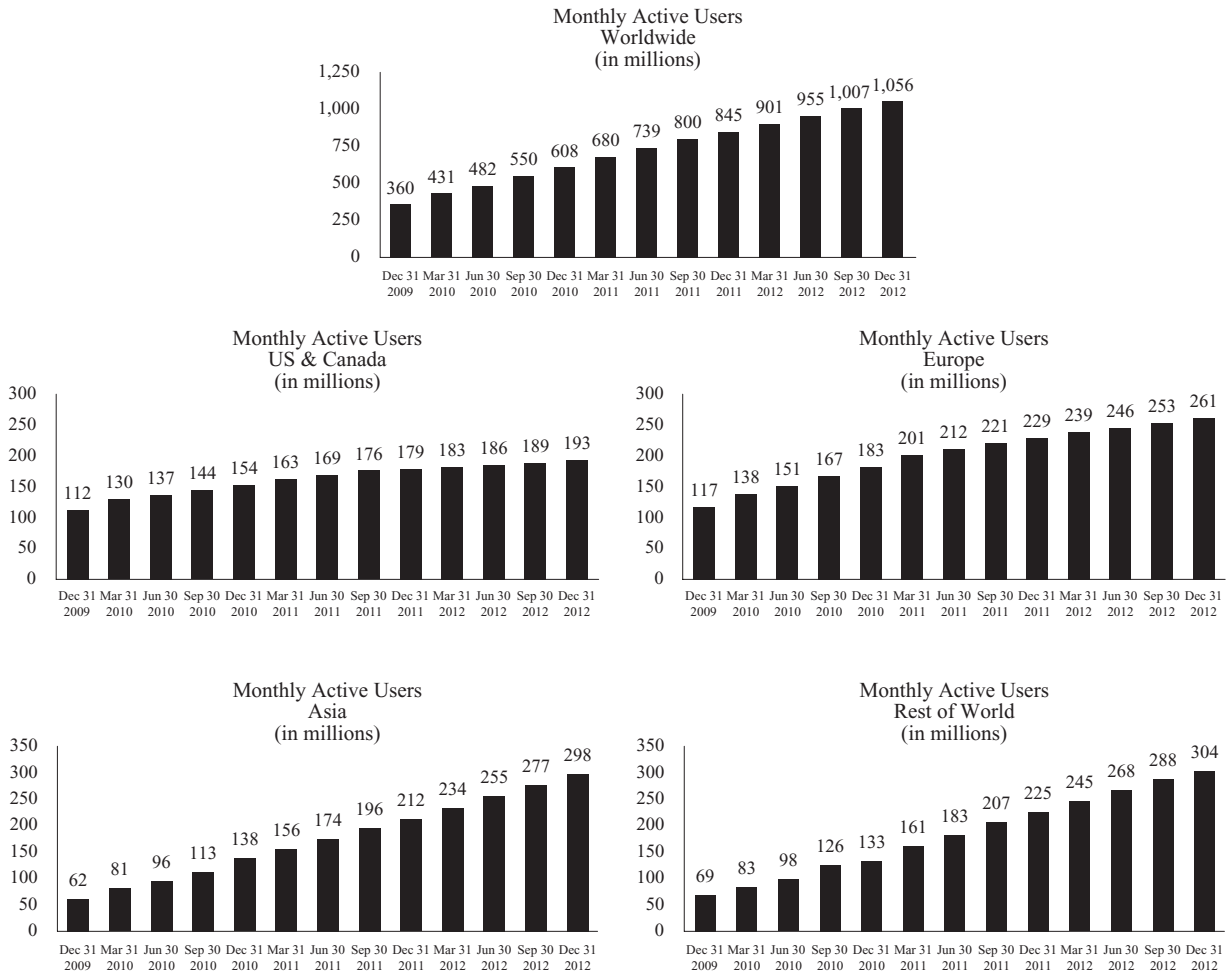 Monthly Active Users
Worldwide
(in millions)
1,250
1,000
750
500
250
0
360 431 482 550 608 680 739 800 845 901 955 1,007 1,056
Dec 31 Mar 31 Jun 30 Sep 30 Dec 31 Mar 31 Jun 30 Sep 30 Dec 31 Mar 31 Jun 30 Sep 30 Dec 31
2009 2010 2010 2010 2010 2011 2011 2011 2011 2012 2012 2012 2012
Monthly Active Users
US & Canada
(in millions)
300
250
200
150
100
50
0
112 130 137 144 154 163 169 176 179 183 186 189 193
Dec 31 Mar 31 Jun 30 Sep 30 Dec 31 Mar 31 Jun 30 Sep 30 Dec 31 Mar 31 Jun 30 Sep 30 Dec 31
2009 2010 2010 2010 2010 2011 2011 2011 2011 2012 2012 2012 2012
Monthly Active Users
Europe
(in millions)
300
250
200
150
100
50
0
117 138 151 167 183 201 212 221 229 239 246 253 261
Dec 31 Mar 31 Jun 30 Sep 30 Dec 31 Mar 31 Jun 30 Sep 30 Dec 31 Mar 31 Jun 30 Sep 30 Dec 31
2009 2010 2010 2010 2010 2011 2011 2011 2011 2012 2012 2012 2012
Monthly Active Users
Asia
(in millions)
350
300
250
200
150
100
50
0
62 81 96 113 138 156 174 196 212 234 255 277 298
Dec 31 Mar 31 Jun 30 Sep 30 Dec 31 Mar 31 Jun 30 Sep 30 Dec 31 Mar 31 Jun 30 Sep 30 Dec 31
2009 2010 2010 2010 2010 2011 2011 2011 2011 2012 2012 2012 2012
Monthly Active Users
Rest of World
(in millions)
350
300
250
200
150
100
50
0
69 83 98 126 133 161 183 207 225 245 268 288 304
Dec 31 Mar 31 Jun 30 Sep 30 Dec 31 Mar 31 Jun 30 Sep 30 Dec 31 Mar 31 Jun 30 Sep 30 Dec 31
2009 2010 2010 2010 2010 2011 2011 2011 2011 2012 2012 2012 2012